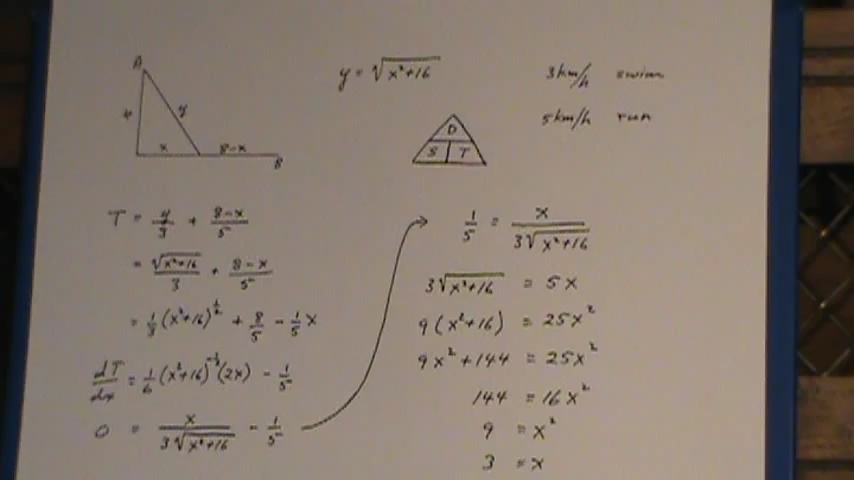 A
4
y
x
8-x
B
y = √x²+16
3km/h swim
5km/h run
D
S T
T = y/3 + 8-x/5
= √x²+16/3 + 8-x/5
= 1/3 (x²+16)^1/2 + 8/5 - 1/5 x
dT/dx = 1/6 (x²+16)^-1/2 (2x) - 1/5
0 = x/3√x²+16 - 1/5
1/5 = x/3√x²+16
3√x²+16 = 5x
9(x²+16) = 25x²
9x²+144 = 25x²
144 = 16x²
9 = x²
3 = x